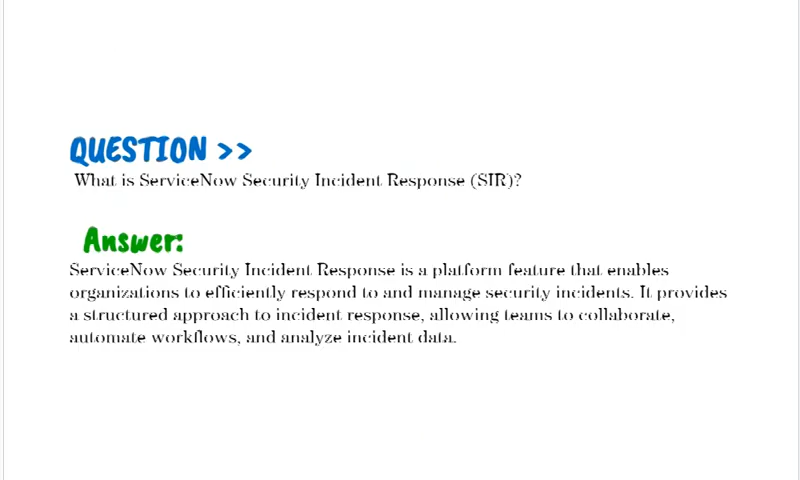 QUESTION >>
What is ServiceNow Security Incident Response (SIR)?
Answer:
ServiceNow Security Incident Response is a platform feature that enables
organizations to efficiently respond to and manage security incidents. It provides
a structured approach to incident response, allowing teams to collaborate,
automate workflows, and analyze incident data.